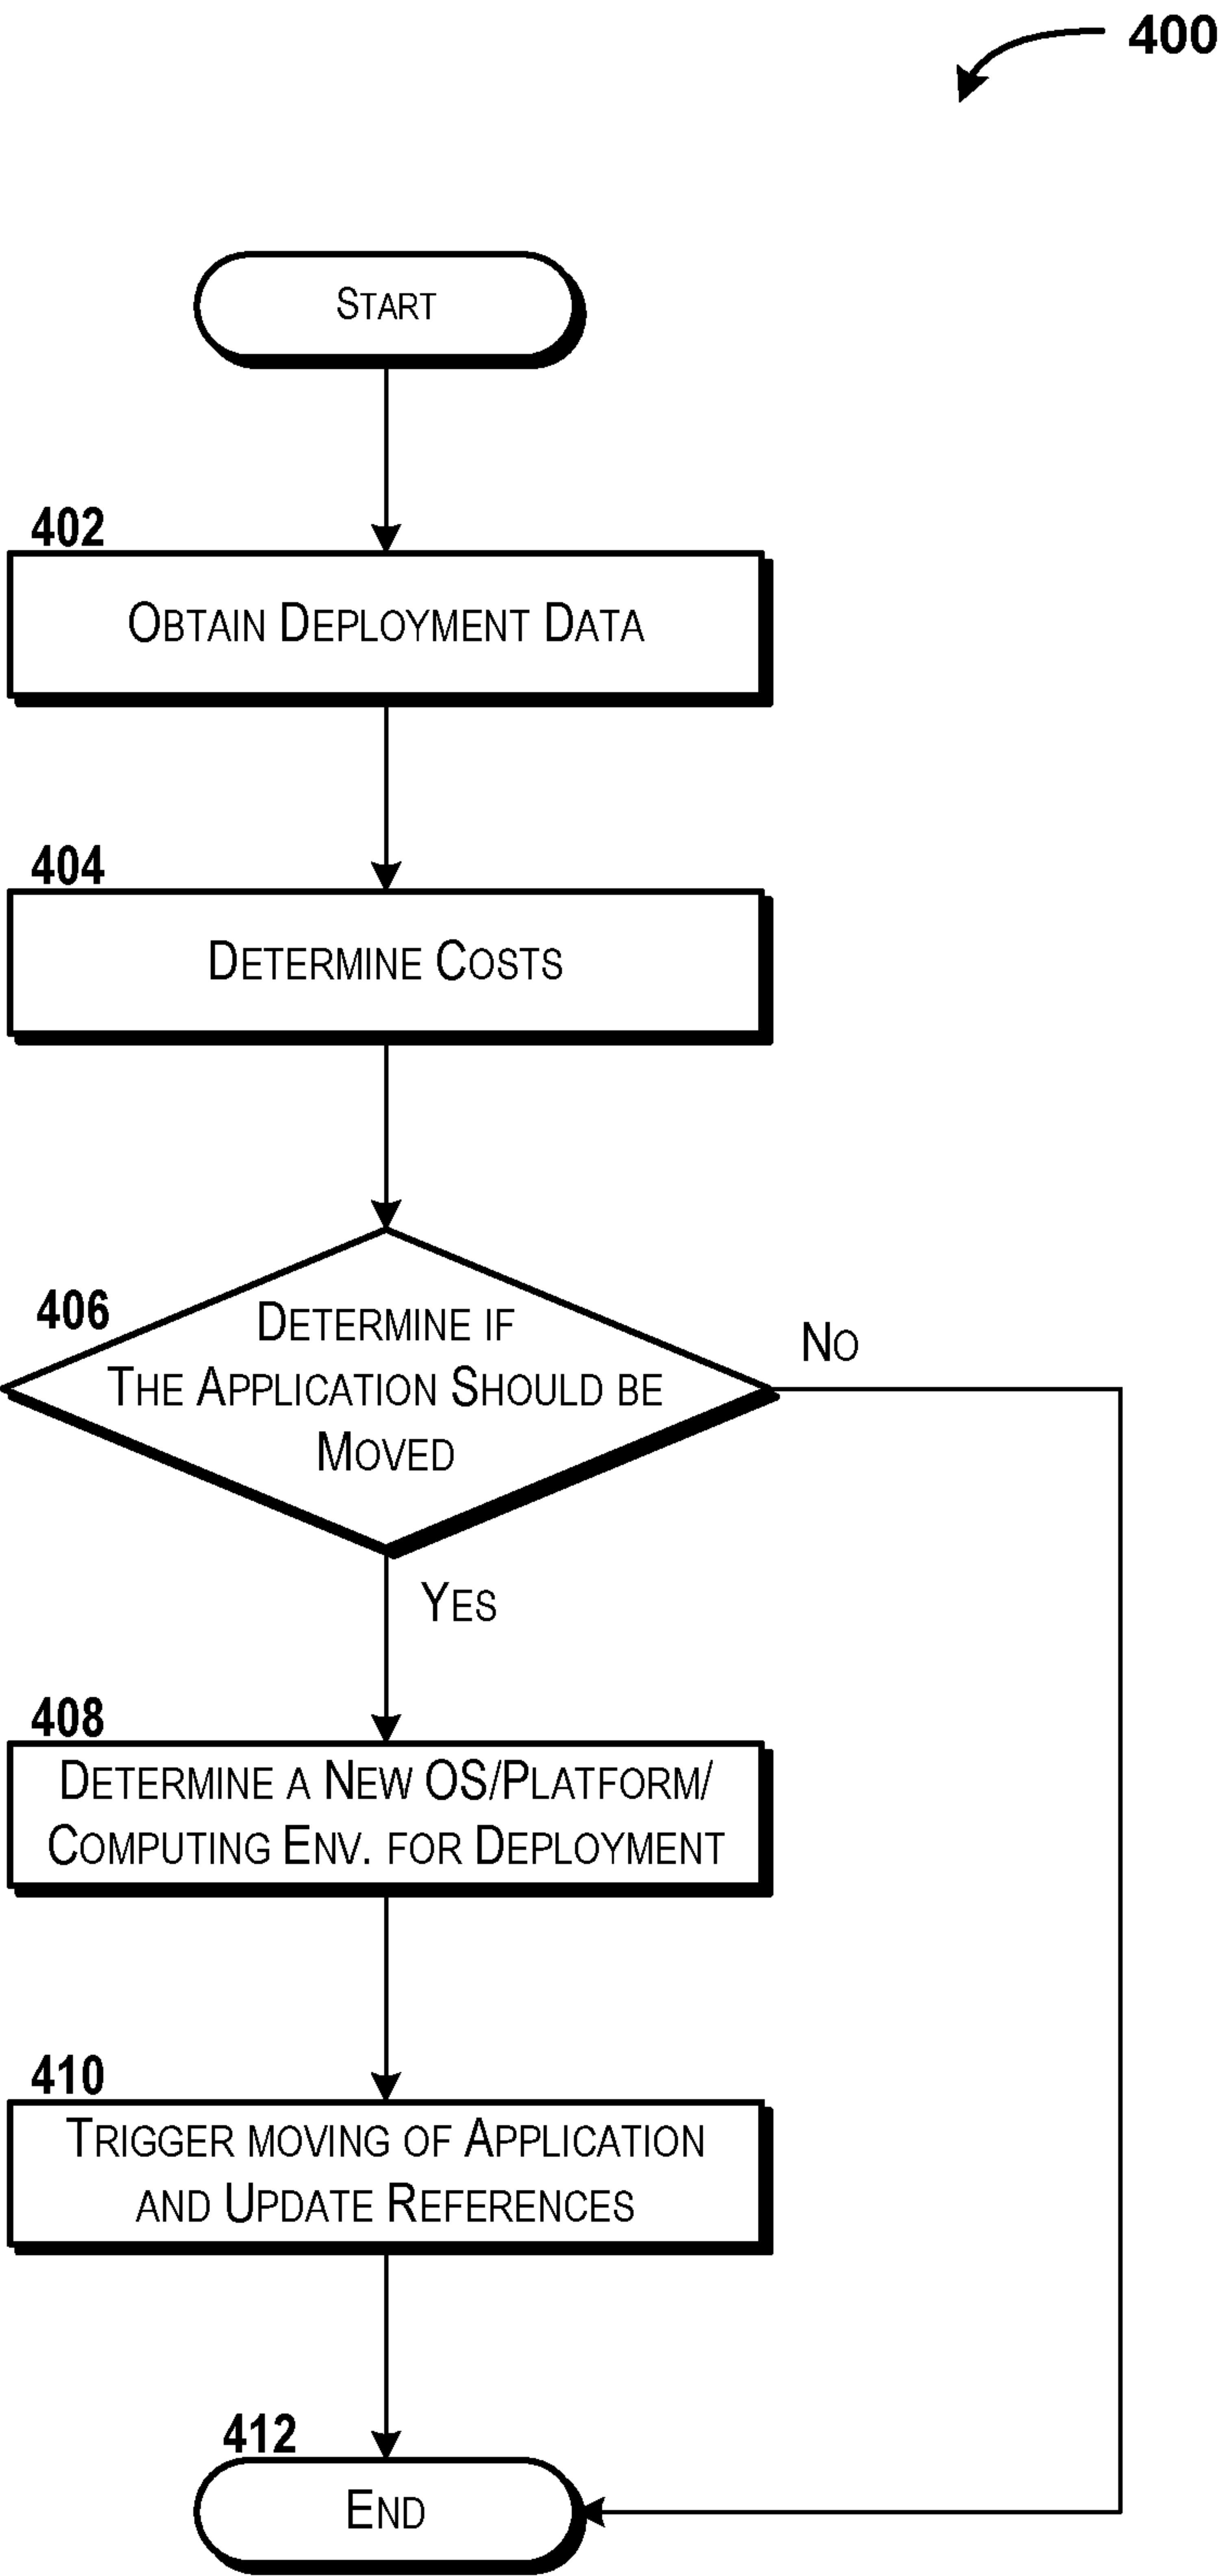 400
START
402
OBTAIN DEPLOYMENT DATA
404
DETERMINE COSTS
406
DETERMINE IF
THE APPLICATION SHOULD BE
MOVED
NO
YES
408
DETERMINE A NEW OS/PLATFORM/
COMPUTING ENV. FOR DEPLOYMENT
410
TRIGGER MOVING OF APPLICATION
AND UPDATE REFERENCES
412
END